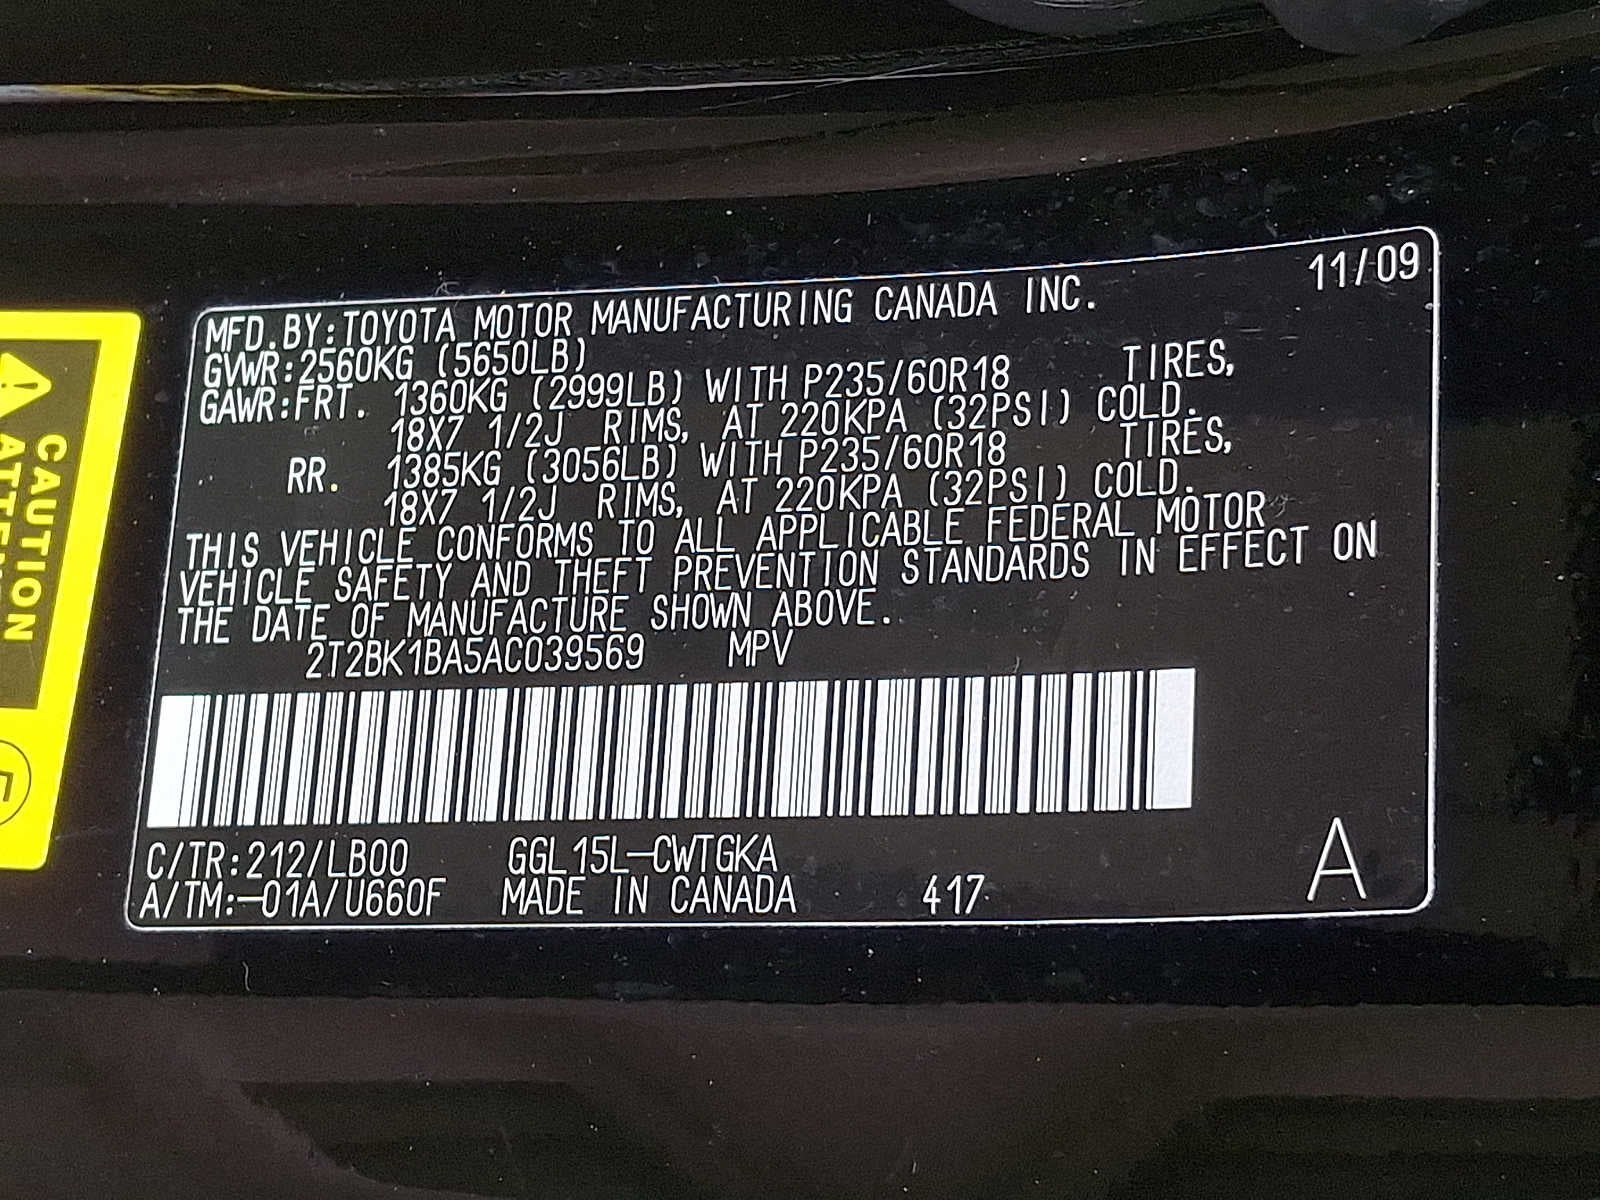 11/09
MFD.BY:TOYOTA MOTOR MANUFACTURING CANADA INC.
GVWR:2560KG (5650LB)
GAWR:FRT. 1360KG (2999LB) WITH P235/60R18 TIRES,
18X7 1/2J RIMS, AT 220KPA (32PSI) COLD.
RR. 1385KG (3056LB) WITH P235/60R18 TIRES,
18X7 1/2J RIMS, AT 220KPA (32PSI) COLD.
THIS VEHICLE CONFORMS TO ALL APPLICABLE FEDERAL MOTOR
VEHICLE SAFETY AND THEFT PREVENTION STANDARDS IN EFFECT ON
THE DATE OF MANUFACTURE SHOWN ABOVE.
2T2BK1BA5AC039569 MPV
C/TR:212/LB00 GGL15L-CWTGKA
A/TM:-01A/U660F MADE IN CANADA 417 A
CAUTION